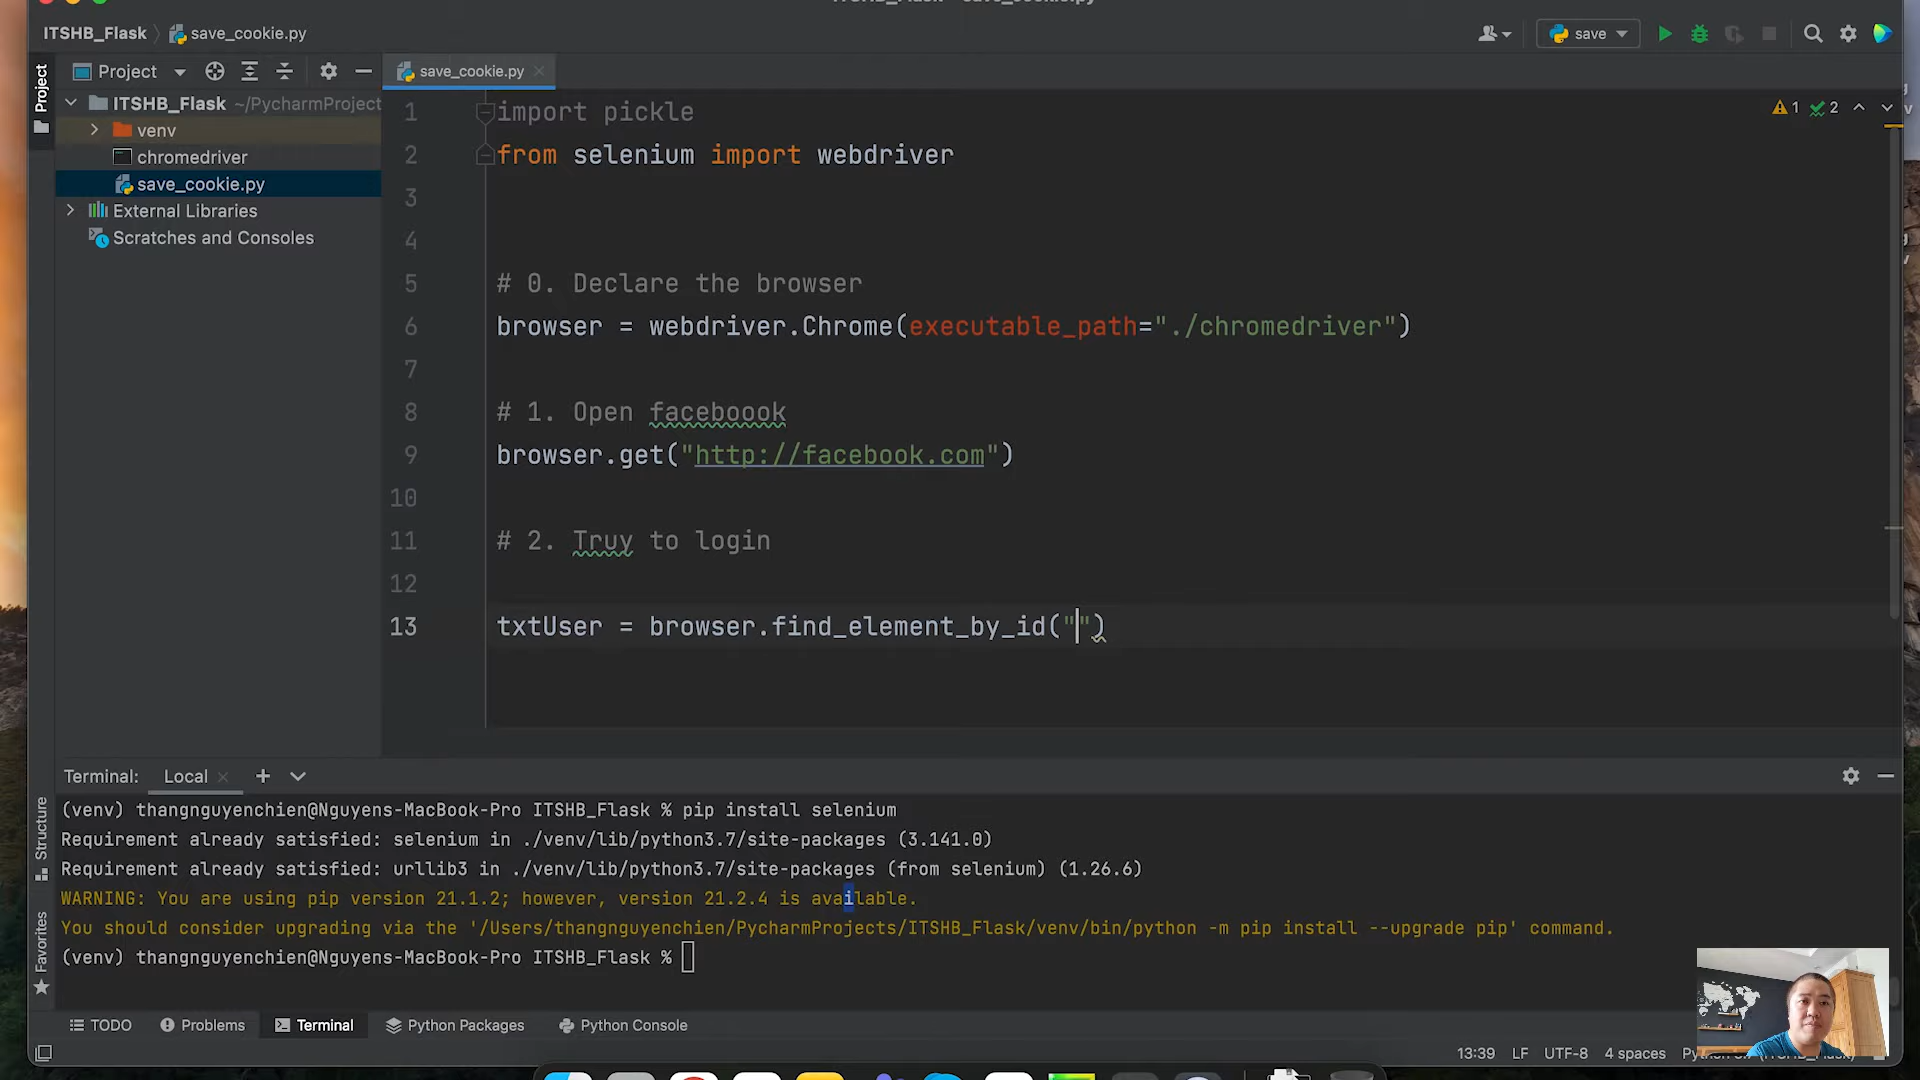 ITSHB_Flask save_cookie.py
save
Project
save_cookie.py
ITSHB_Flask ~/PycharmProject
venv
chromedriver
save_cookie.py
External Libraries
Scratches and Consoles
Project
Structure
Favorites
1 import pickle
2 from selenium import webdriver
3
4
5 # 0. Declare the browser
6 browser = webdriver.Chrome(executable_path="./chromedriver")
7
8 # 1. Open faceboook
9 browser.get("http://facebook.com")
10
11 # 2. Truy to login
12
13 txtUser = browser.find_element_by_id("")
1 2
Terminal: Local
(venv) thangnguyenchien@Nguyens-MacBook-Pro ITSHB_Flask % pip install selenium
Requirement already satisfied: selenium in ./venv/lib/python3.7/site-packages (3.141.0)
Requirement already satisfied: urllib3 in ./venv/lib/python3.7/site-packages (from selenium) (1.26.6)
WARNING: You are using pip version 21.1.2; however, version 21.2.4 is available.
You should consider upgrading via the '/Users/thangnguyenchien/PycharmProjects/ITSHB_Flask/venv/bin/python -m pip install --upgrade pip' command.
(venv) thangnguyenchien@Nguyens-MacBook-Pro ITSHB_Flask %
TODO Problems Terminal Python Packages Python Console
13:39 LF UTF-8 4 spaces